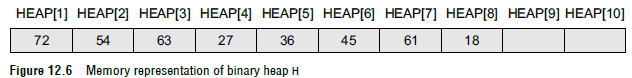 HEAP[1] HEAP[2] HEAP[3] HEAP[4] HEAP[5] HEAP[6] HEAP[7] HEAP[8] HEAP[9] HEAP[10]
72 54 63 27 36 45 61 18
Figure 12.6 Memory representation of binary heap H